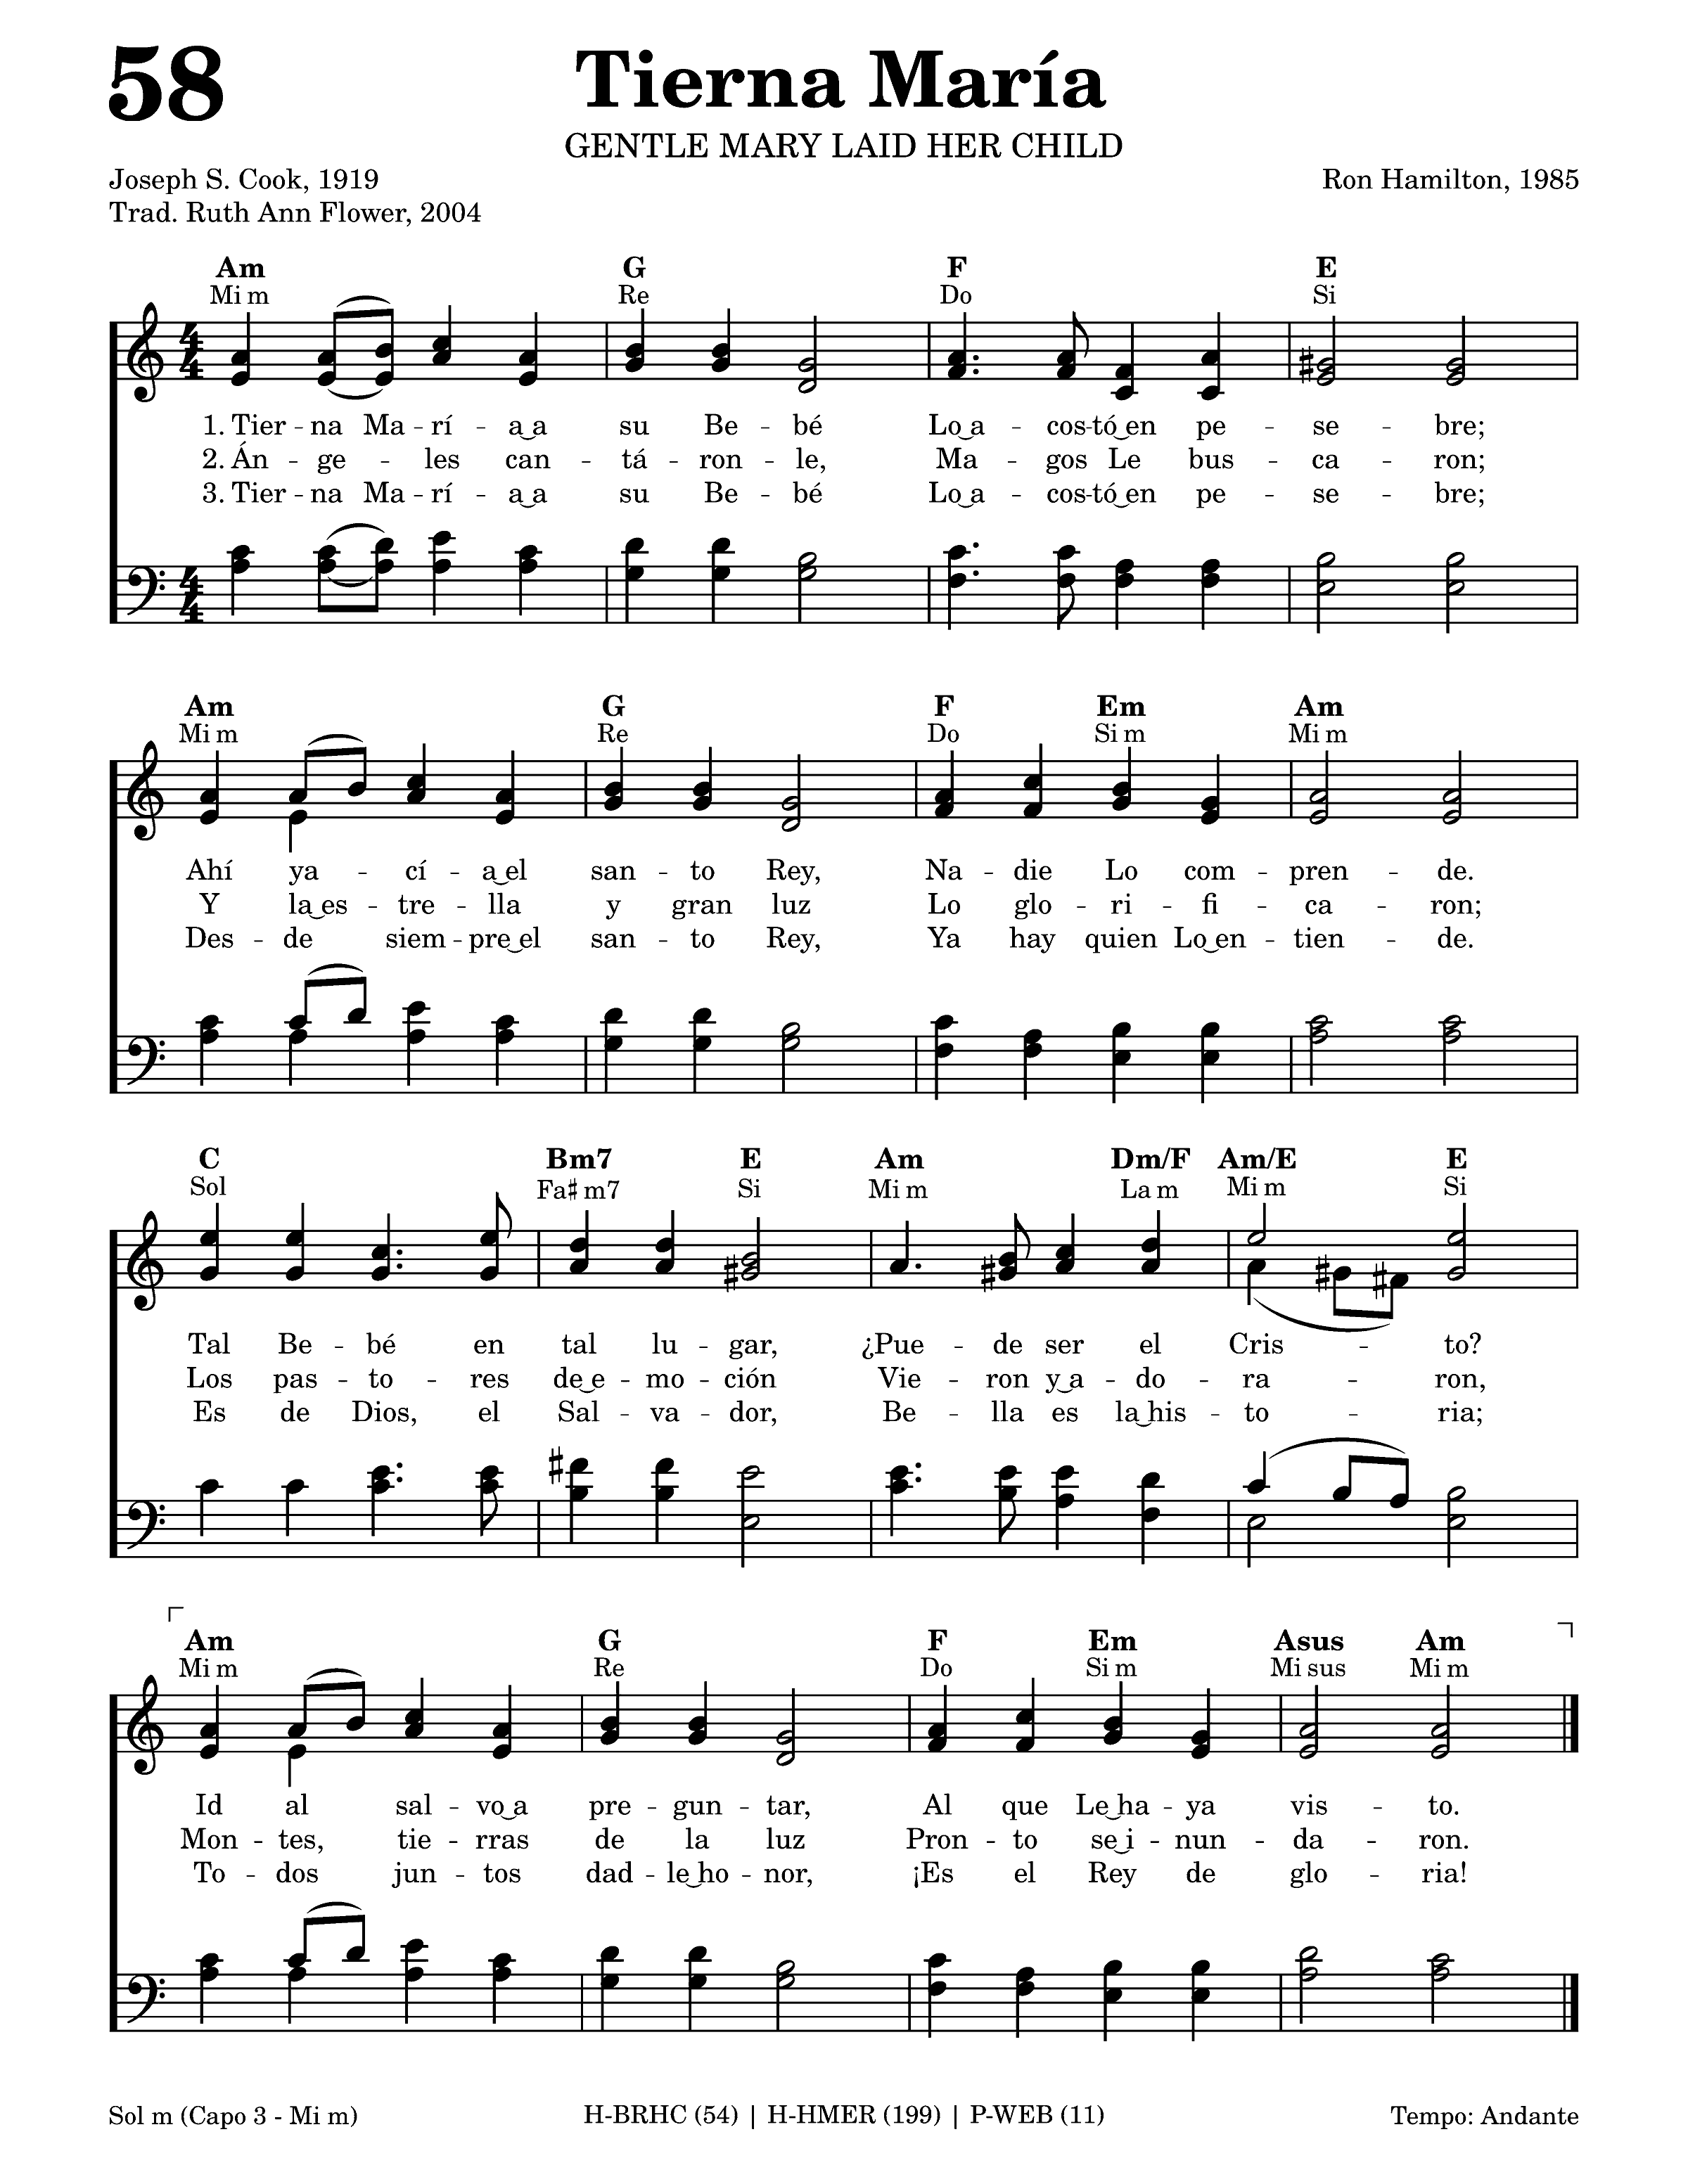 58
Tierna María
GENTLE MARY LAID HER CHILD
Joseph S. Cook, 1919
Ron Hamilton, 1985
Trad. Ruth Ann Flower, 2004
Am G F E
Mi m Re Do Si
1. Tier - na Ma - rí - a‿a su Be - bé Lo‿a - cos - tó‿en pe - se - bre;
2. Án - ge - les can - tá - ron - le, Ma - gos Le bus - ca - ron;
3. Tier - na Ma - rí - a‿a su Be - bé Lo‿a - cos - tó‿en pe - se - bre;
Am G F Em Am
Mi m Re Do Si m Mi m
Ahí ya - cí - a‿el san - to Rey, Na - die Lo com - pren - de.
Y la‿es - tre - lla y gran luz Lo glo - ri - fi - ca - ron;
Des - de siem - pre‿el san - to Rey, Ya hay quien Lo‿en - tien - de.
C Bm7 E Am Dm/F Am/E E
Sol Fa♯ m7 Si Mi m La m Mi m Si
Tal Be - bé en tal lu - gar, ¿Pue - de ser el Cris - to?
Los pas - to - res de‿e - mo - ción Vie - ron y‿a - do - ra - ron,
Es de Dios, el Sal - va - dor, Be - lla es la‿his - to - ria;
Am G F Em Asus Am
Mi m Re Do Si m Mi sus Mi m
Id al sal - vo‿a pre - gun - tar, Al que Le‿ha - ya vis - to.
Mon - tes, tie - rras de la luz Pron - to se‿i - nun - da - ron.
To - dos jun - tos dad - le‿ho - nor, ¡Es el Rey de glo - ria!
Sol m (Capo 3 - Mi m)
H-BRHC (54) | H-HMER (199) | P-WEB (11)
Tempo: Andante